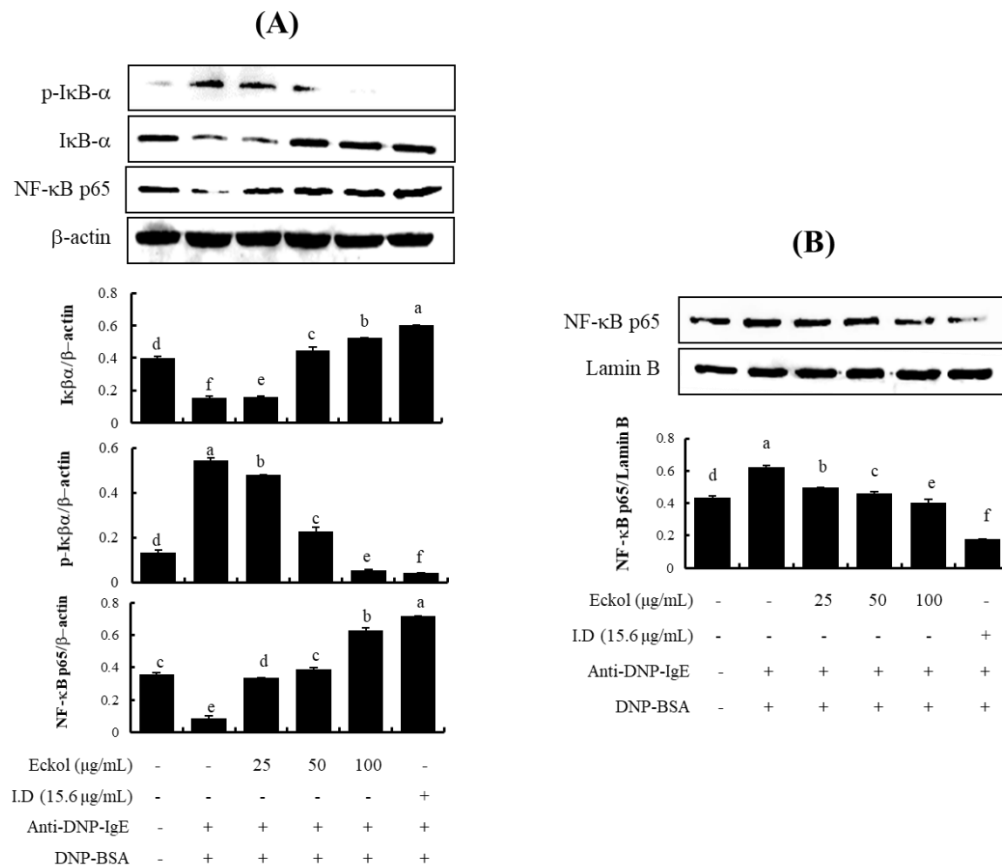 (A)
p-IκB-α
IκB-α
NF-κB p65
β-actin
Iκβα/β–actin
0.8
0.4
0
d
f
e
c
b
a
p-Iκβα/β–actin
0.6
0.4
0.2
0
d
a
b
c
e
f
NF-κB p65/β–actin
0.8
0.6
0.4
0.2
0
c
e
d
c
b
a
Eckol (μg/mL) - - 25 50 100 -
I.D (15.6 μg/mL) - - - - - +
Anti-DNP-IgE - + + + + +
DNP-BSA - + + + + +
(B)
NF-κB p65
Lamin B
NF-κB p65/Lamin B
0.8
0.6
0.4
0.2
0
d
a
b
c
e
f
Eckol (μg/mL) - - 25 50 100 -
I.D (15.6 μg/mL) - - - - - +
Anti-DNP-IgE - + + + + +
DNP-BSA - + + + + +